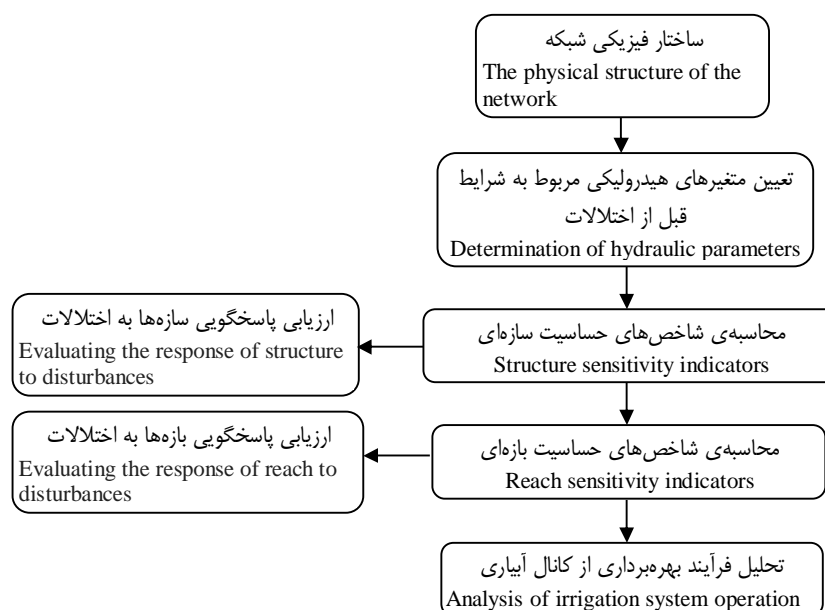 ساختار فیزیکی شبکه
The physical structure of the
network
تعیین متغیرهای هیدرولیکی مربوط به شرایط
قبل از اختلالات
Determination of hydraulic parameters
محاسبه‌ی شاخص‌های حساسیت سازه‌ای
Structure sensitivity indicators
ارزیابی پاسخگویی سازه‌ها به اختلالات
Evaluating the response of structure
to disturbances
محاسبه‌ی شاخص‌های حساسیت بازه‌ای
Reach sensitivity indicators
ارزیابی پاسخگویی بازه‌ها به اختلالات
Evaluating the response of reach to
disturbances
تحلیل فرآیند بهره‌برداری از کانال آبیاری
Analysis of irrigation system operation